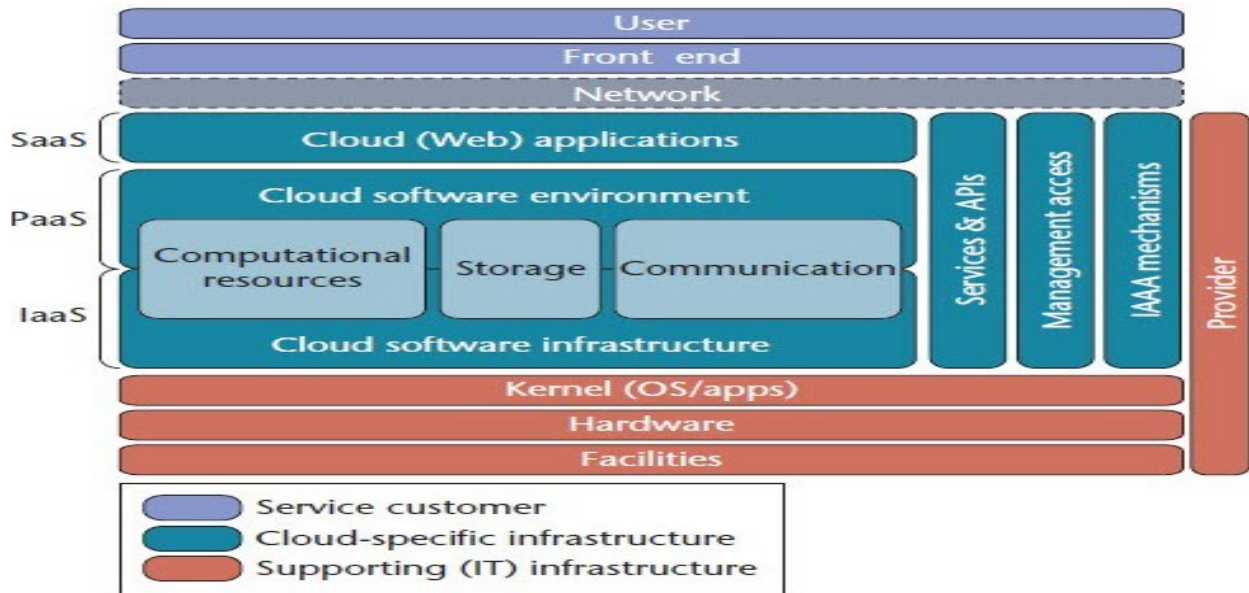 User
Front end
Network
SaaS
Cloud (Web) applications
PaaS
Cloud software environment
Computational
resources
Storage
Communication
IaaS
Cloud software infrastructure
Services & APIs
Management access
IAAA mechanisms
Provider
Kernel (OS/apps)
Hardware
Facilities
Service customer
Cloud-specific infrastructure
Supporting (IT) infrastructure